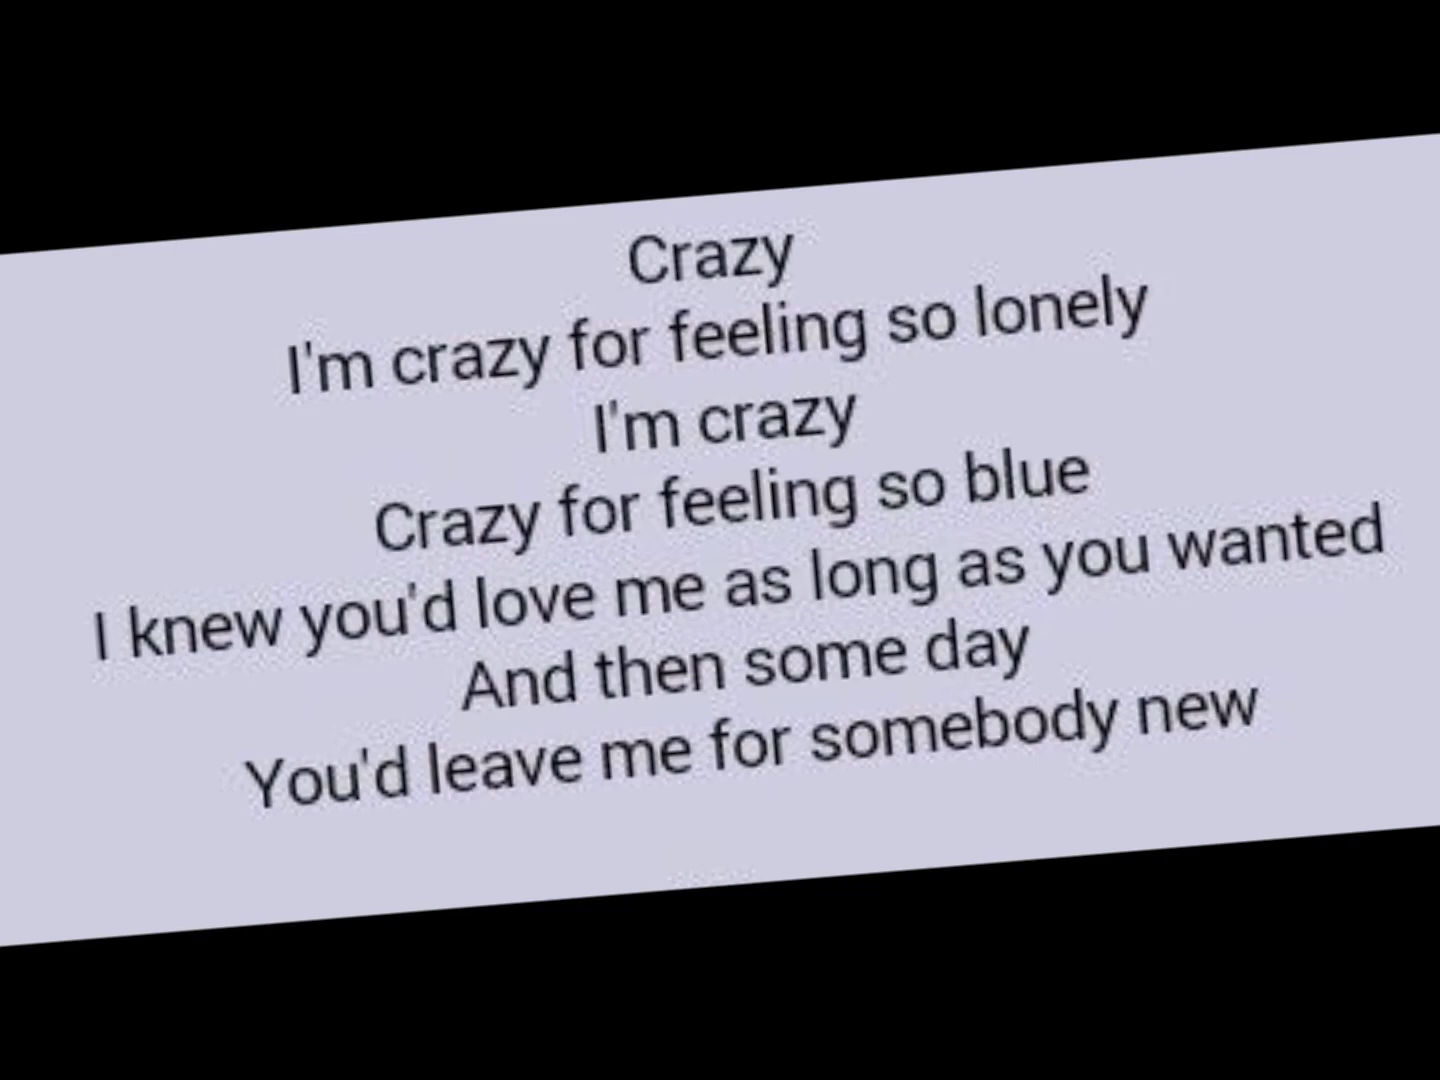 Crazy
I'm crazy for feeling so lonely
I'm crazy
Crazy for feeling so blue
I knew you'd love me as long as you wanted
And then some day
You'd leave me for somebody new